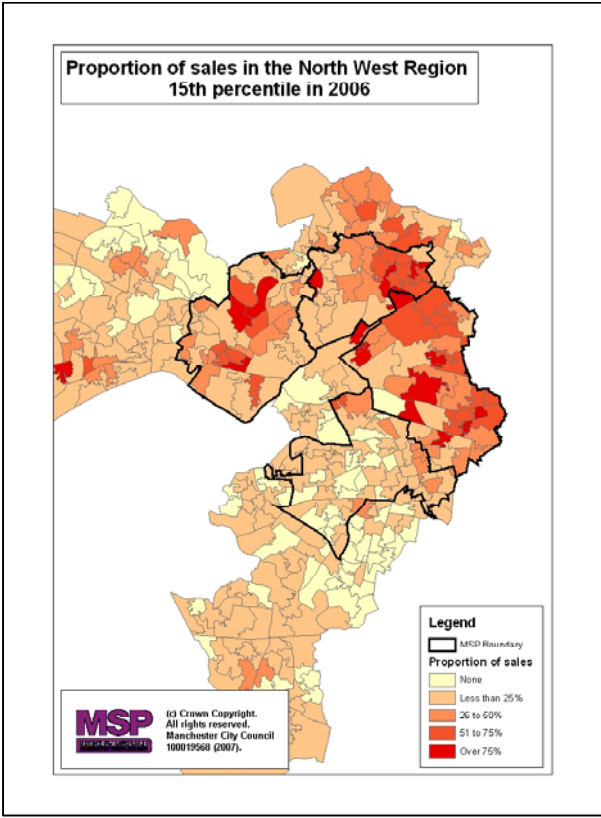 Proportion of sales in the North West Region
15th percentile in 2006
Legend
MSP Boundary
Proportion of sales
None
Less than 25%
26 to 50%
51 to 75%
Over 75%
MSP
(c) Crown Copyright.
All rights reserved.
Manchester City Council
100019568 (2007).